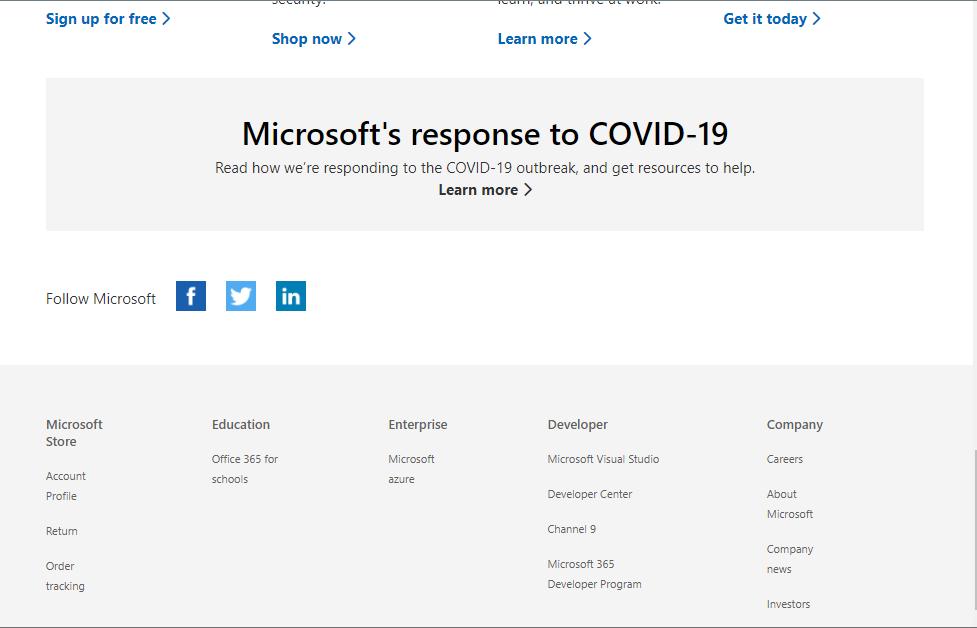 security.
learn, and thrive at work.
Sign up for free
Get it today
Shop now
Learn more
Microsoft's response to COVID-19
Read how we’re responding to the COVID-19 outbreak, and get resources to help.
Learn more
Follow Microsoft
f
in
Microsoft
Store
Account
Profile
Return
Order
tracking
Education
Office 365 for
schools
Enterprise
Microsoft
azure
Developer
Microsoft Visual Studio
Developer Center
Channel 9
Microsoft 365
Developer Program
Company
Careers
About
Microsoft
Company
news
Investors